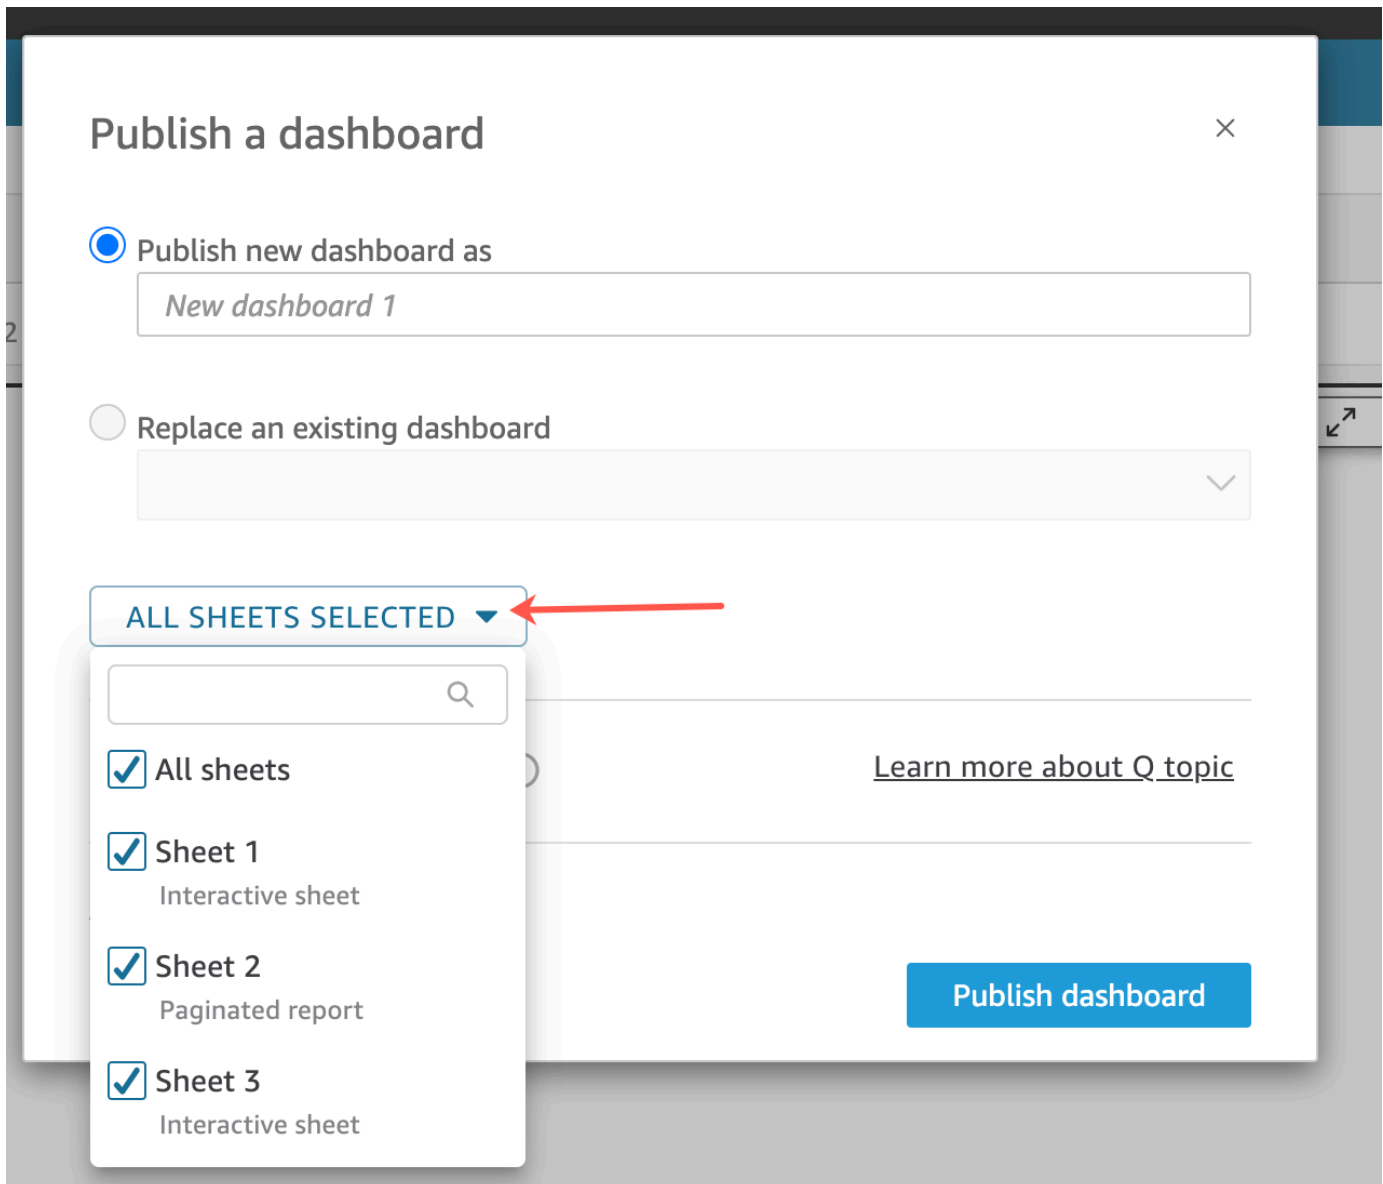 Publish a dashboard
Publish new dashboard as
New dashboard 1
2
Replace an existing dashboard
ALL SHEETS SELECTED
All sheets
Learn more about Q topic
Sheet 1
Interactive sheet
Sheet 2
Paginated report
Publish dashboard
Sheet 3
Interactive sheet